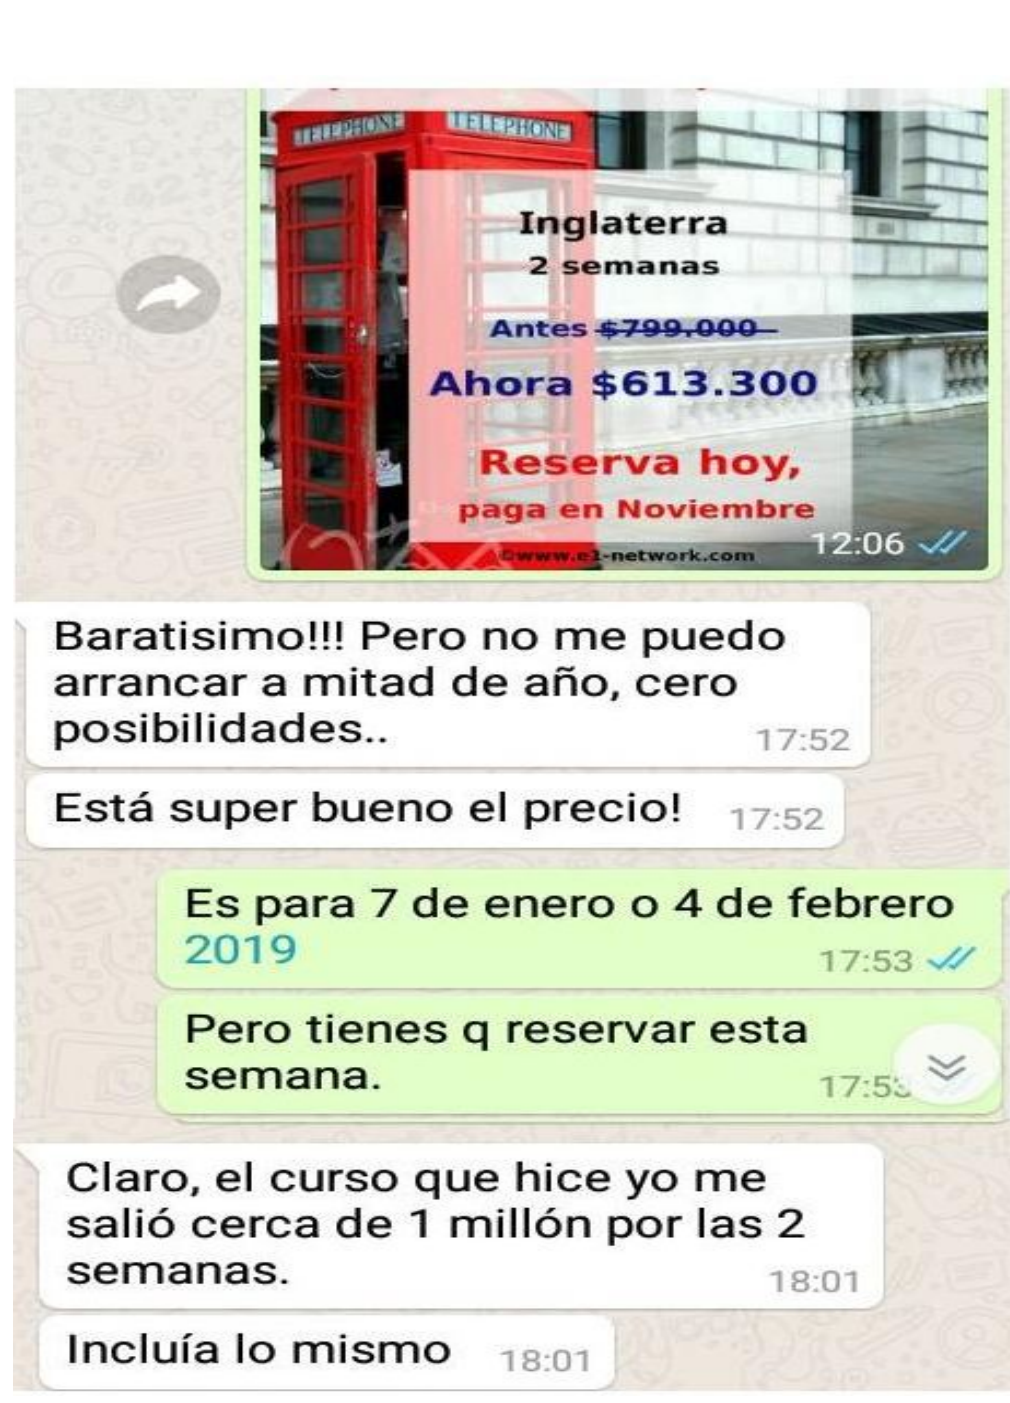 TELEPHONE
TELEPHONE
Inglaterra
2 semanas
Antes $799.000
Ahora $613.300
Reserva hoy,
paga en Noviembre
©www.e1-network.com
12:06
Baratisimo!!! Pero no me puedo
arrancar a mitad de año, cero
posibilidades..
17:52
Está super bueno el precio!
17:52
Es para 7 de enero o 4 de febrero
2019
17:53
Pero tienes q reservar esta
semana.
17:53
Claro, el curso que hice yo me
salió cerca de 1 millón por las 2
semanas.
18:01
Incluía lo mismo
18:01